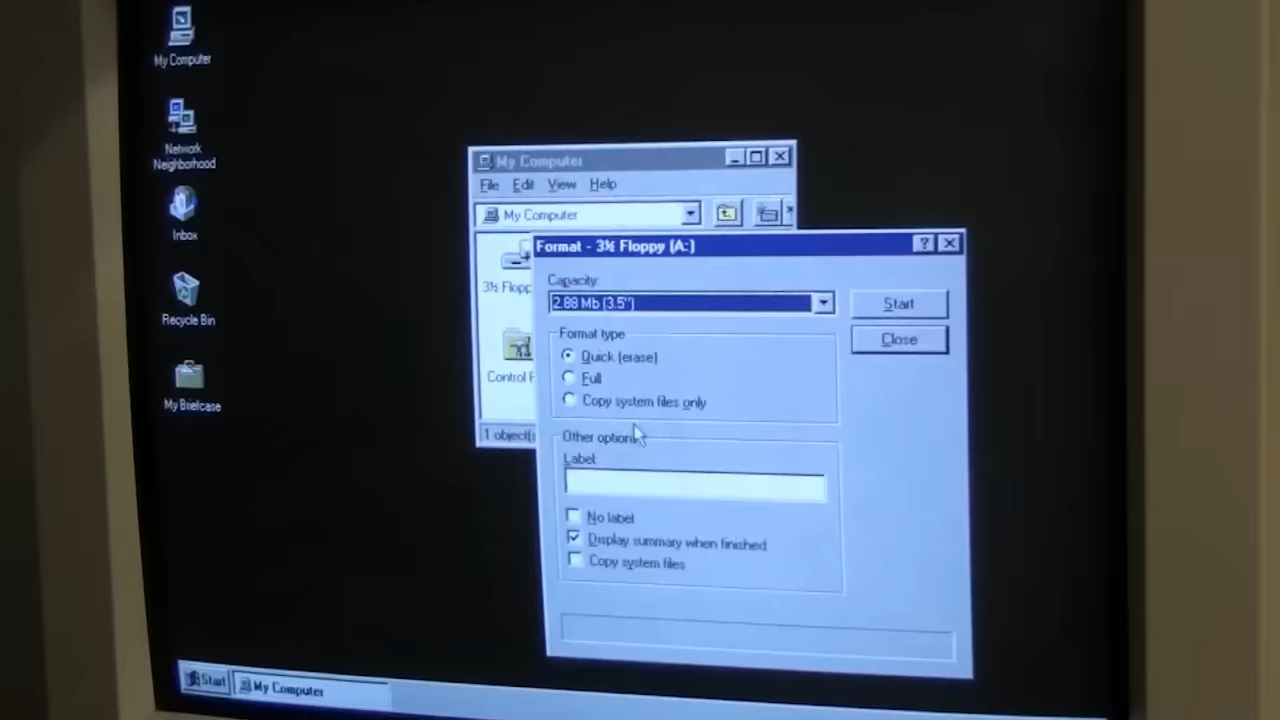 My Computer
Network
Neighborhood
Inbox
Recycle Bin
My Briefcase
My Computer
File Edit View Help
My Computer
3½ Flopp
Control P
1 object(s
Format - 3½ Floppy (A:)
Capacity:
2.88 Mb (3.5")
Start
Close
Format type
Quick (erase)
Full
Copy system files only
Other options
Label:
No label
Display summary when finished
Copy system files
Start
My Computer